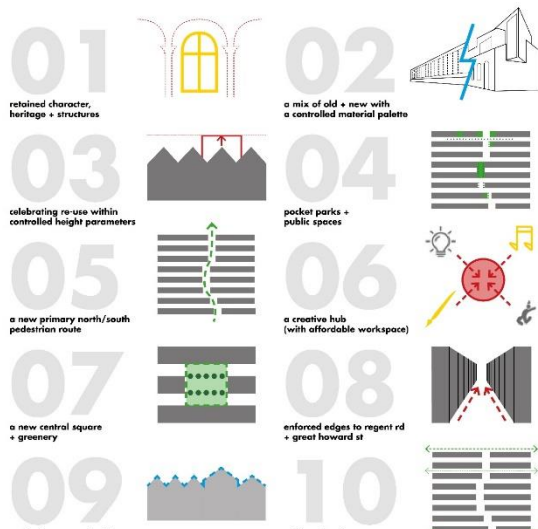 01
retained character,
heritage + structures
02
a mix of old + new with
a controlled material palette
03
celebrating re-use within
controlled height parameters
04
pocket parks +
public spaces
05
a new primary north/south
pedestrian route
06
a creative hub
(with affordable workspace)
07
a new central square
+ greenery
08
enforced edges to regent rd
+ great howard st
09
10